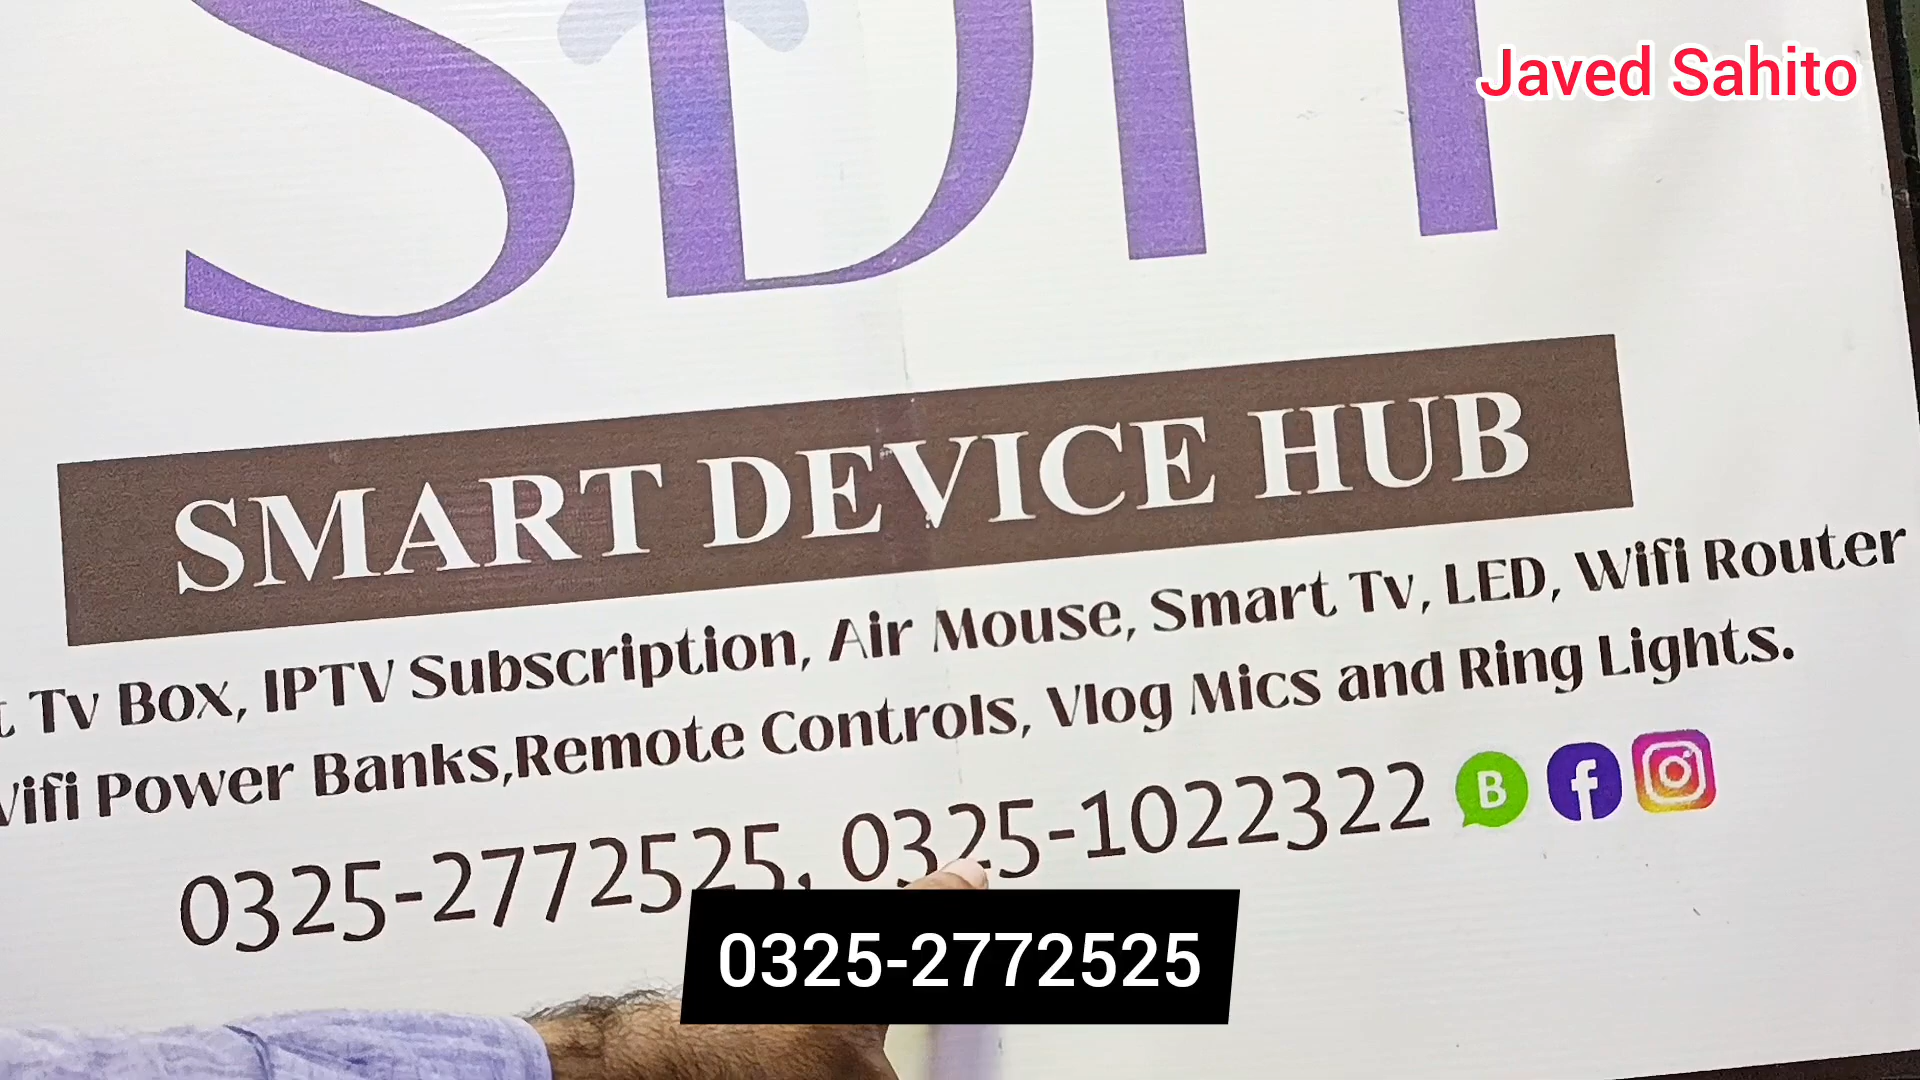 SDH
Javed Sahito
SMART DEVICE HUB
Tv Box, IPTV Subscription, Air Mouse, Smart Tv, LED, Wifi Router
Power Banks,Remote Controls, Vlog Mics and Ring Lights.
0325-2772525, 0325-1022322 B f
0325-2772525